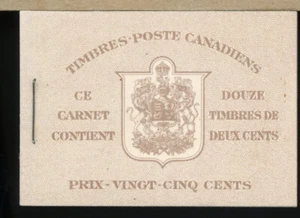 TIMBRES-POSTE CANADIENS
CE
CARNET
CONTIENT
DOUZE
TIMBRES DE
DEUX CENTS
PRIX-VINGT-CINQ CENTS